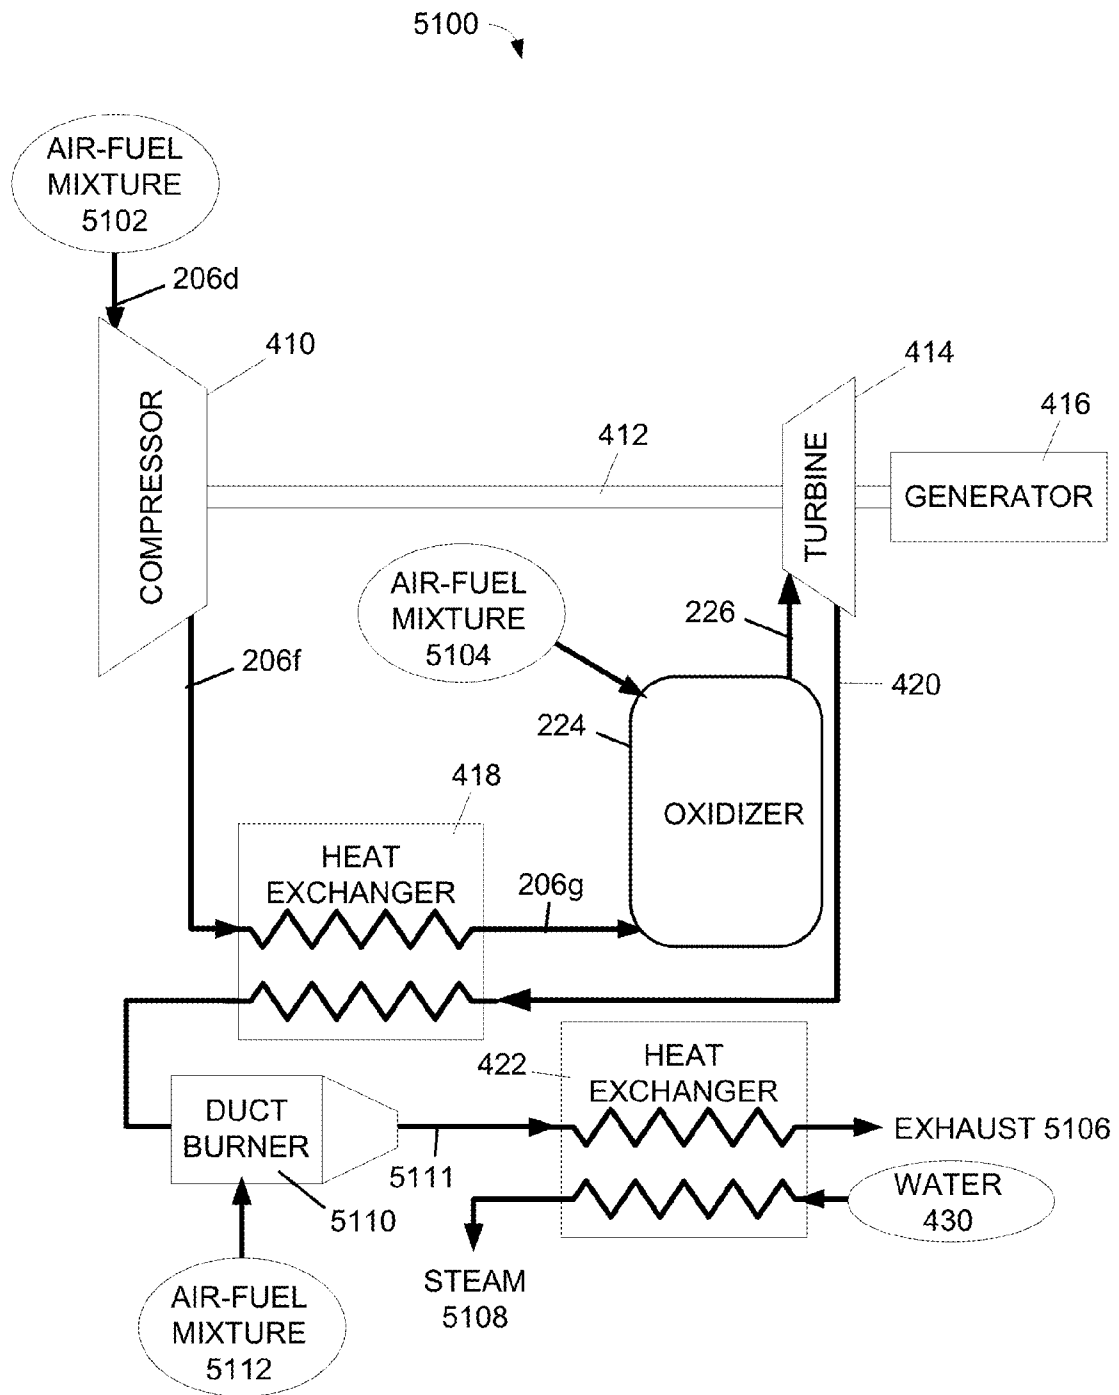 5100
AIR-FUEL
MIXTURE
5102
206d
410
COMPRESSOR
412
414
TURBINE
416
GENERATOR
AIR-FUEL
MIXTURE
5104
226
206f
420
224
OXIDIZER
418
HEAT
EXCHANGER
206g
422
HEAT
EXCHANGER
DUCT
BURNER
5111
EXHAUST 5106
5110
WATER
430
STEAM
5108
AIR-FUEL
MIXTURE
5112